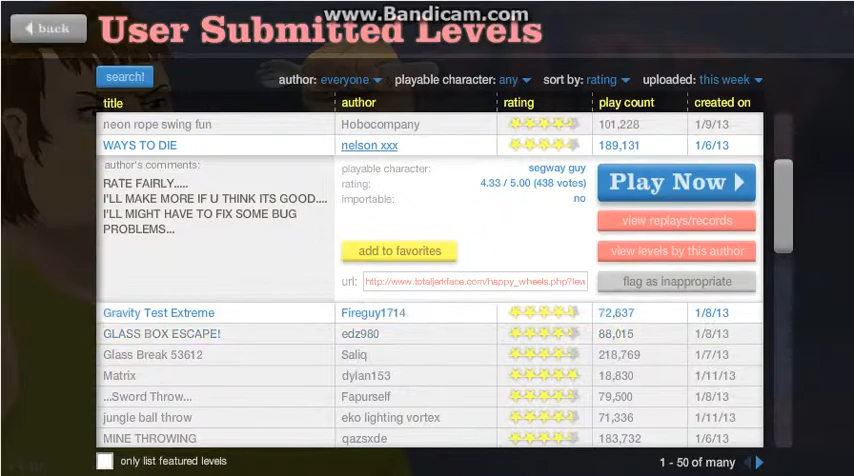 www.Bandicam.com
back
User Submitted Levels
search!
author: everyone playable character: any sort by: rating uploaded: this week
title author rating play count created on
neon rope swing fun Hobocompany 101,228 1/9/13
WAYS TO DIE nelson xxx 189,131 1/6/13
author's comments:
RATE FAIRLY.....
I'LL MAKE MORE IF U THINK ITS GOOD....
I'LL MIGHT HAVE TO FIX SOME BUG
PROBLEMS...
playable character: segway guy
rating: 4.33 / 5.00 (438 votes)
importable: no
add to favorites
url: http://www.totaljerkface.com/happy_wheels.php?lev
Play Now
view replays/records
view levels by this author
flag as inappropriate
Gravity Test Extreme Fireguy1714 72,637 1/8/13
GLASS BOX ESCAPE! edz980 88,015 1/8/13
Glass Break 53612 Saliq 218,769 1/7/13
Matrix dylan153 18,830 1/11/13
...Sword Throw... Fapurself 79,500 1/8/13
jungle ball throw eko lighting vortex 71,336 1/11/13
MINE THROWING qazsxde 183,732 1/6/13
only list featured levels
1 - 50 of many